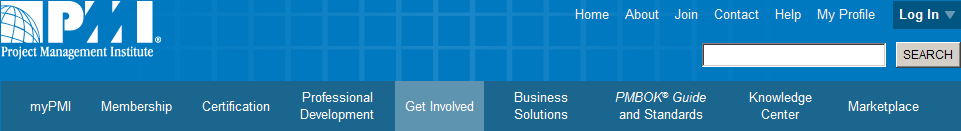 PMI®
Project Management Institute
Home About Join Contact Help My Profile Log In
SEARCH
myPMI
Membership
Certification
Professional
Development
Get Involved
Business
Solutions
PMBOK® Guide
and Standards
Knowledge
Center
Marketplace